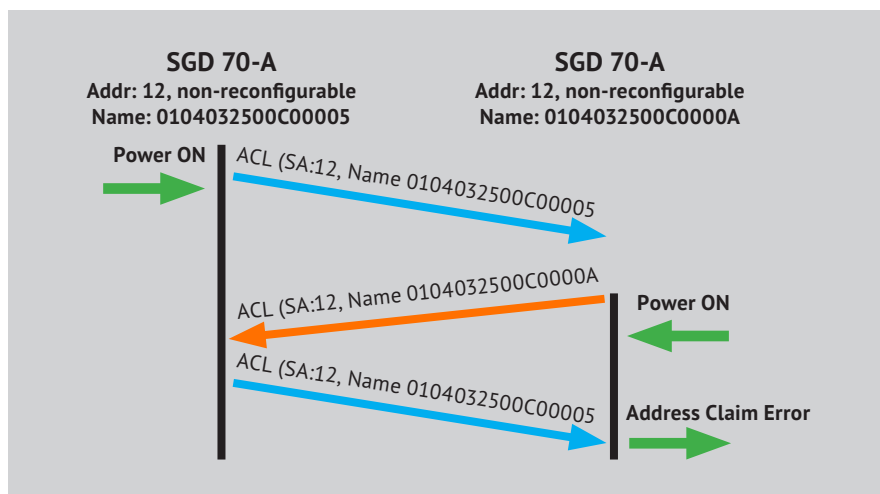 SGD 70-A
Addr: 12, non-reconfigurable
Name: 0104032500C00005
SGD 70-A
Addr: 12, non-reconfigurable
Name: 0104032500C0000A
Power ON
ACL (SA:12, Name 0104032500C00005
ACL (SA:12, Name 0104032500C0000A
Power ON
ACL (SA:12, Name 0104032500C00005
Address Claim Error